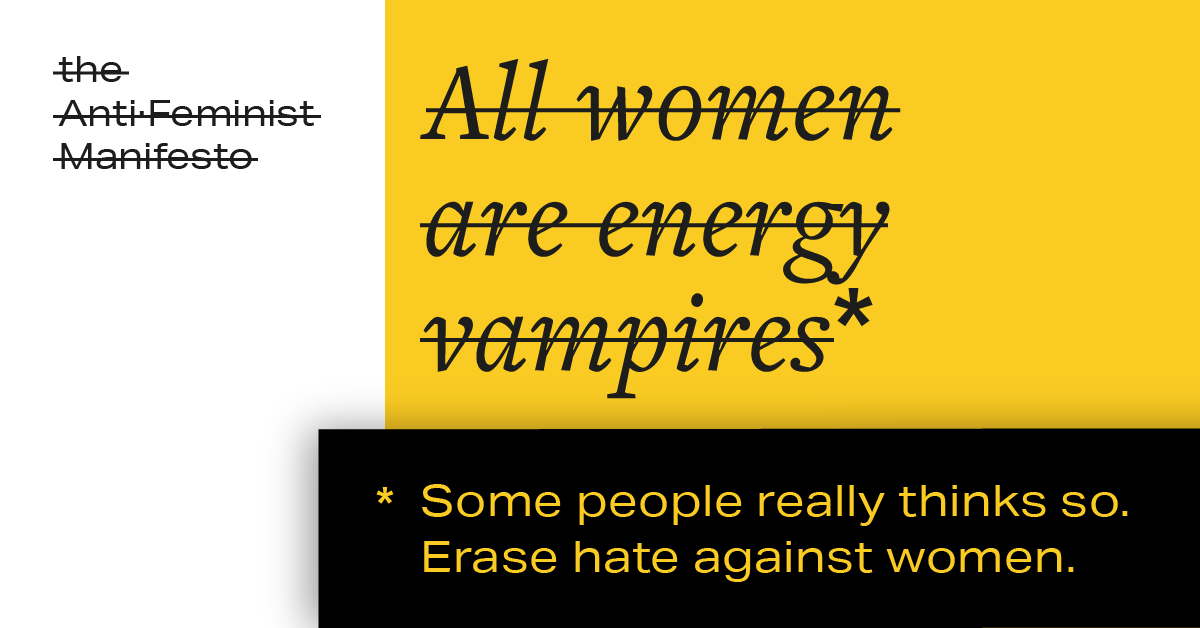 the
Anti-Feminist
Manifesto
All women
are energy
vampires*
* Some people really thinks so.
Erase hate against women.